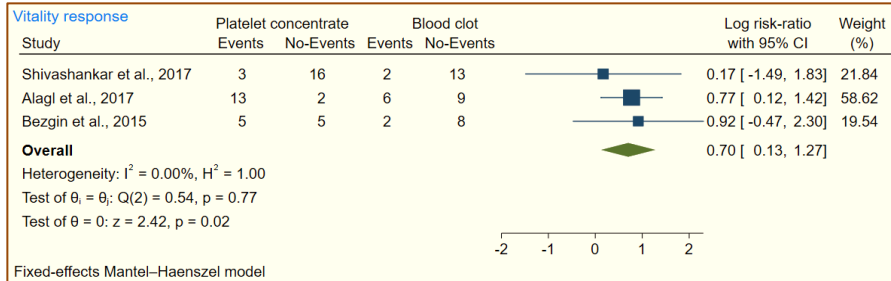 Vitality response
Platelet concentrate Blood clot Log risk-ratio Weight
Study Events No-Events Events No-Events with 95% CI (%)
Shivashankar et al., 2017 3 16 2 13 0.17 [ -1.49, 1.83] 21.84
Alagl et al., 2017 13 2 6 9 0.77 [ 0.12, 1.42] 58.62
Bezgin et al., 2015 5 5 2 8 0.92 [ -0.47, 2.30] 19.54
Overall 0.70 [ 0.13, 1.27]
Heterogeneity: I² = 0.00%, H² = 1.00
Test of θᵢ = θⱼ: Q(2) = 0.54, p = 0.77
Test of θ = 0: z = 2.42, p = 0.02
-2 -1 0 1 2
Fixed-effects Mantel–Haenszel model